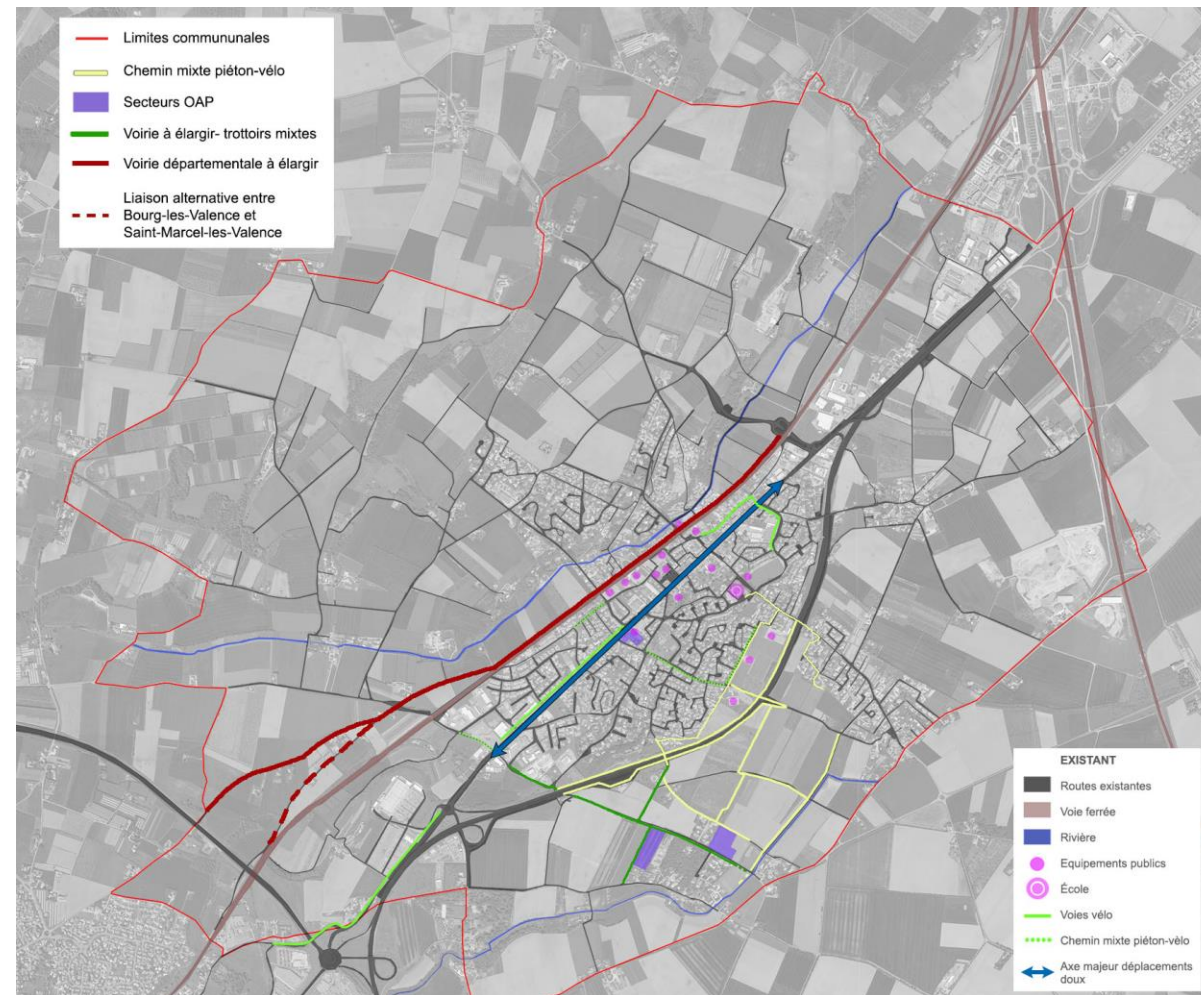 Limites commununales
Chemin mixte piéton-vélo
Secteurs OAP
Voirie à élargir- trottoirs mixtes
Voirie départementale à élargir
Liaison alternative entre
Bourg-les-Valence et
Saint-Marcel-les-Valence
EXISTANT
Routes existantes
Voie ferrée
Rivière
Equipements publics
École
Voies vélo
Chemin mixte piéton-vélo
Axe majeur déplacements
doux